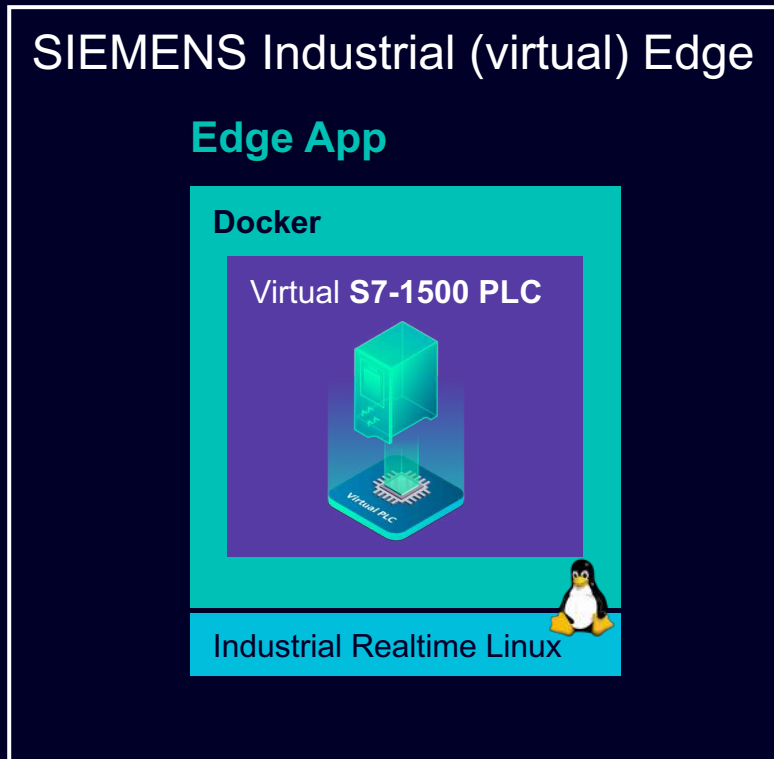 SIEMENS Industrial (virtual) Edge
Edge App
Docker
Virtual S7-1500 PLC
Virtual PLC
Industrial Realtime Linux